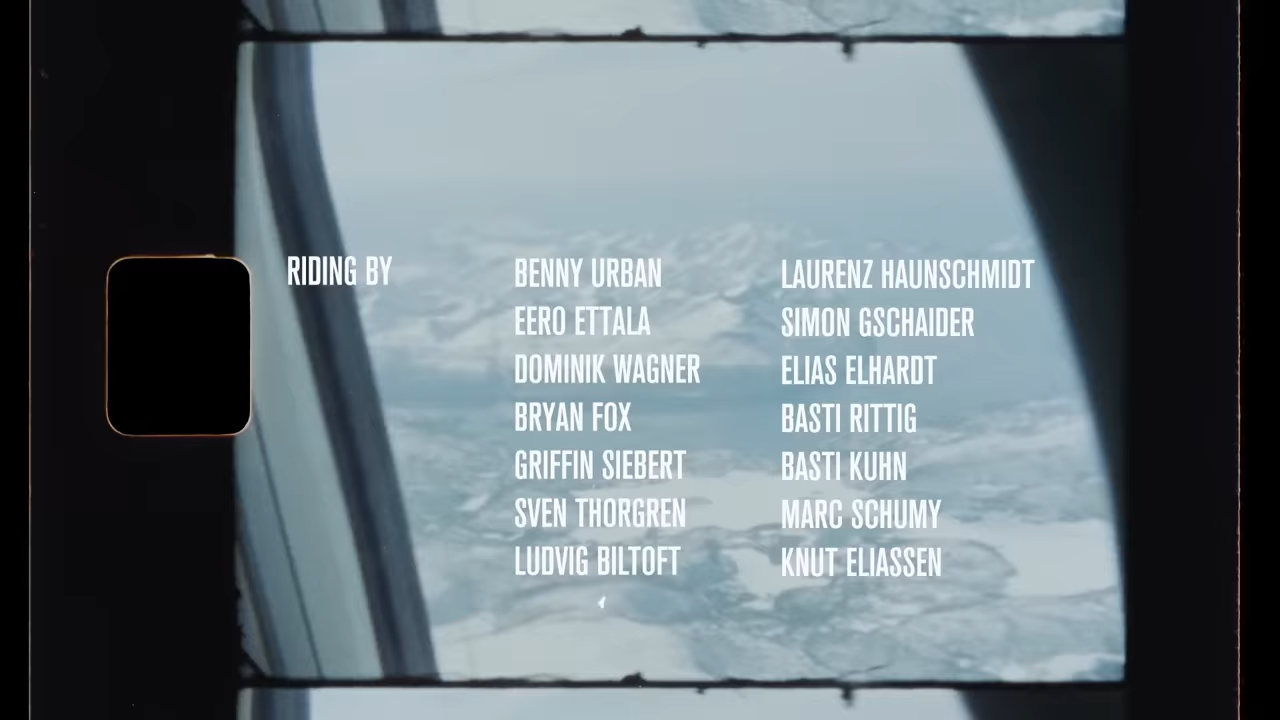 RIDING BY
BENNY URBAN
EERO ETTALA
DOMINIK WAGNER
BRYAN FOX
GRIFFIN SIEBERT
SVEN THORGREN
LUDVIG BILTOFT
LAURENZ HAUNSCHMIDT
SIMON GSCHAIDER
ELIAS ELHARDT
BASTI RITTIG
BASTI KUHN
MARC SCHUMY
KNUT ELIASSEN